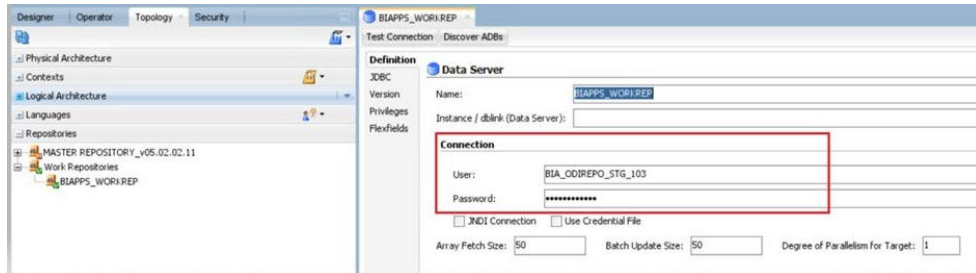 Designer Operator Topology Security
BIAPPS_WORKREP
Test Connection Discover ADBs
Physical Architecture
Contexts
Logical Architecture
Languages
Repositories
MASTER REPOSITORY_v05.02.02.11
Work Repositories
BIAPPS_WORKREP
Definition
JDBC
Version
Privileges
Flexfields
Data Server
Name: BIAPPS_WORKREP
Instance / dblink (Data Server):
Connection
User: BIA_ODIREPO_STG_103
Password: ••••••••••••
JNDI Connection Use Credential File
Array Fetch Size: 50 Batch Update Size: 50 Degree of Parallelism for Target: 1